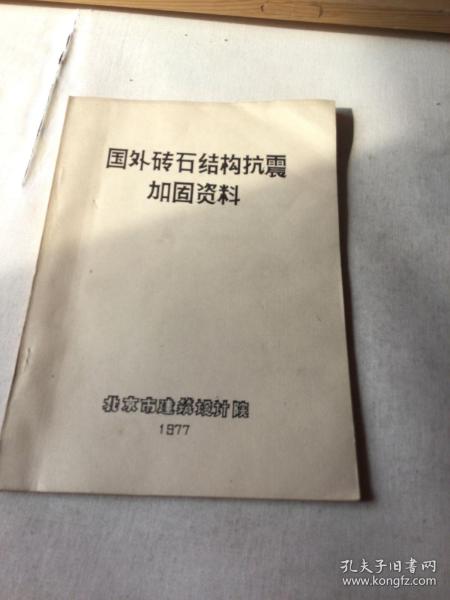 国外砖石结构抗震
加固资料
北京市建筑设计院
1977
孔夫子旧书网
www.kongfz.com